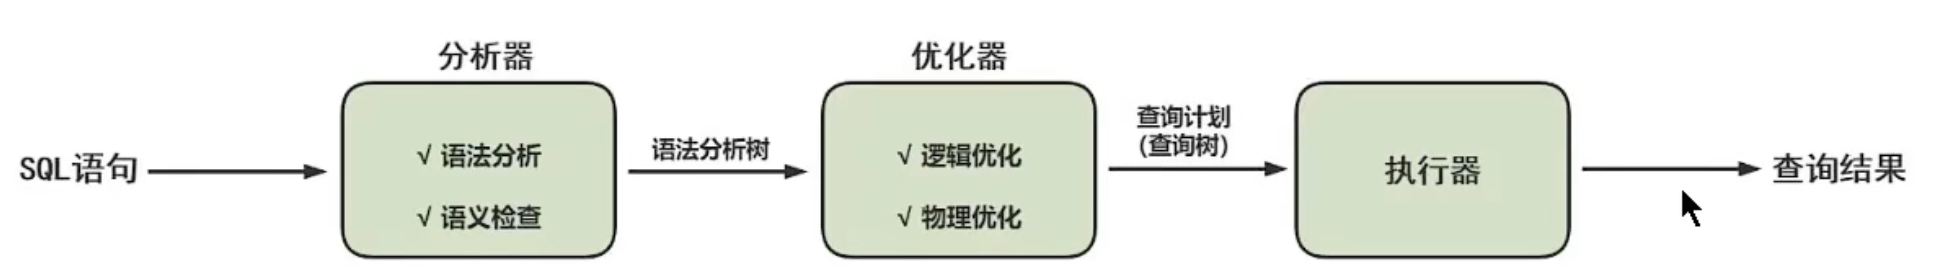 分析器
优化器
SQL语句
√ 语法分析
√ 语义检查
语法分析树
√ 逻辑优化
√ 物理优化
查询计划
(查询树)
执行器
查询结果